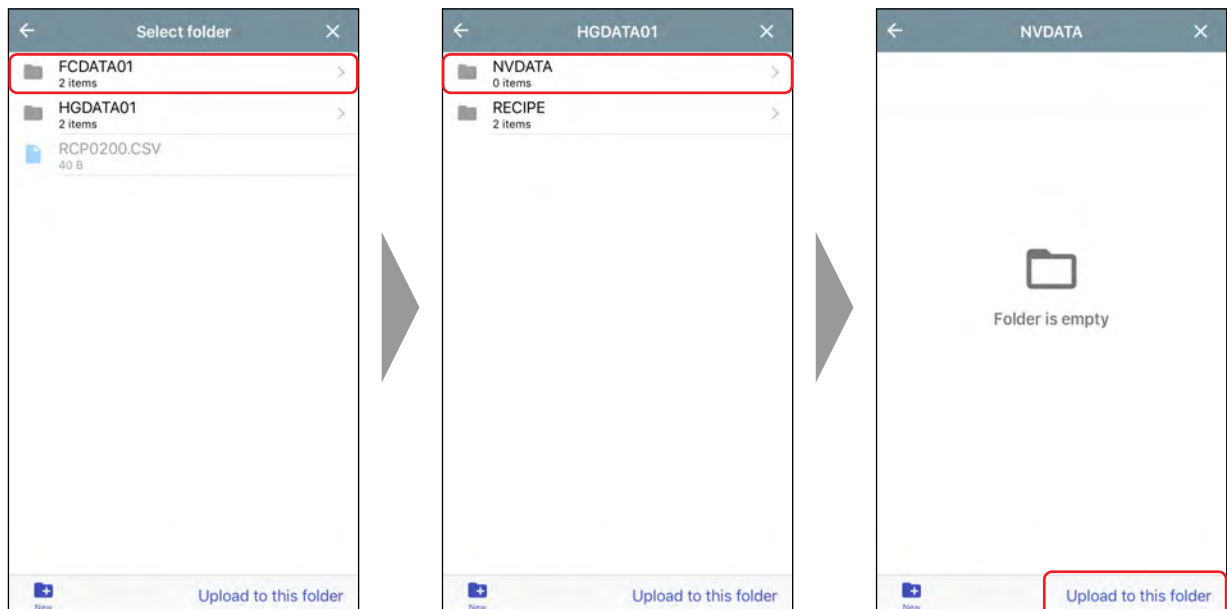 Select folder
FCDATA01
2 items
HGDATA01
2 items
RCP0200.CSV
40 B
New
Upload to this folder
HGDATA01
NVDATA
0 items
RECIPE
2 items
New
Upload to this folder
NVDATA
Folder is empty
New
Upload to this folder